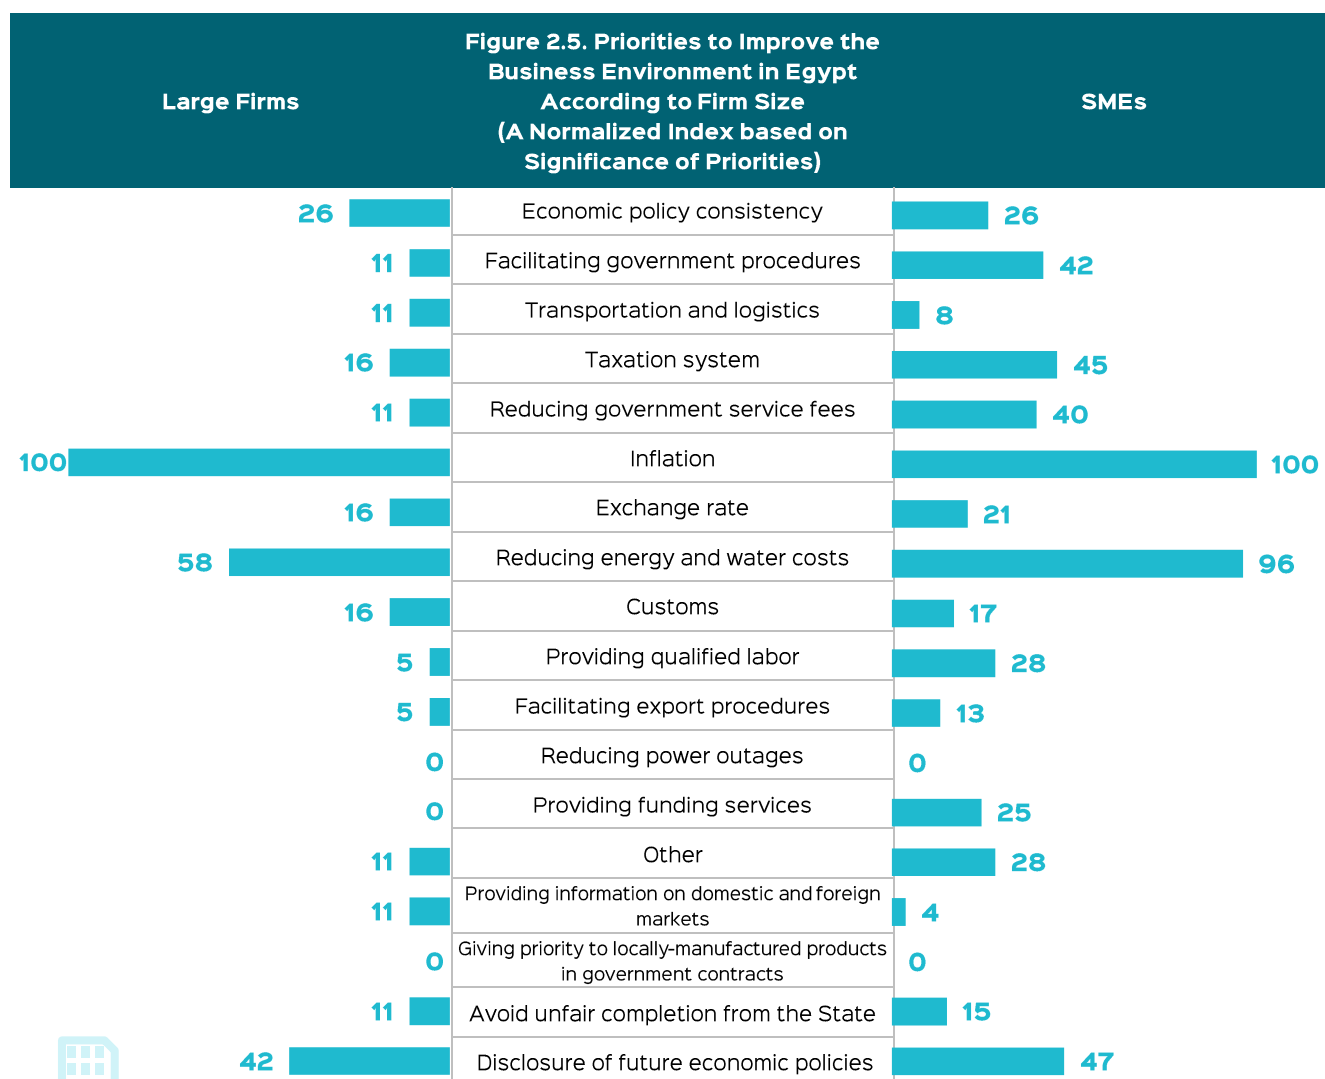 Large Firms
Figure 2.5. Priorities to Improve the
Business Environment in Egypt
According to Firm Size
(A Normalized Index based on
Significance of Priorities)
SMEs
26 Economic policy consistency 26
11 Facilitating government procedures 42
11 Transportation and logistics 8
16 Taxation system 45
11 Reducing government service fees 40
100 Inflation 100
16 Exchange rate 21
58 Reducing energy and water costs 96
16 Customs 17
5 Providing qualified labor 28
5 Facilitating export procedures 13
0 Reducing power outages 0
0 Providing funding services 25
11 Other 28
Providing information on domestic and foreign
11 markets 4
Giving priority to locally-manufactured products
0 in government contracts 0
11 Avoid unfair completion from the State 15
42 Disclosure of future economic policies 47